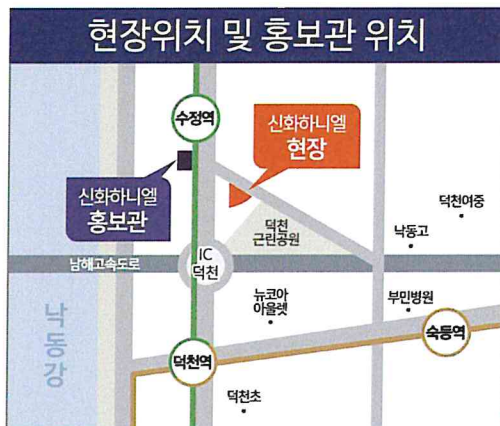 현장위치 및 홍보관 위치
수정역
신화하니엘
현장
신화하니엘
홍보관
덕천여중
덕천
근린공원
낙동고
남해고속도로
IC
덕천
뉴코아
아울렛
부민병원
낙동강
덕천역
숙등역
덕천초